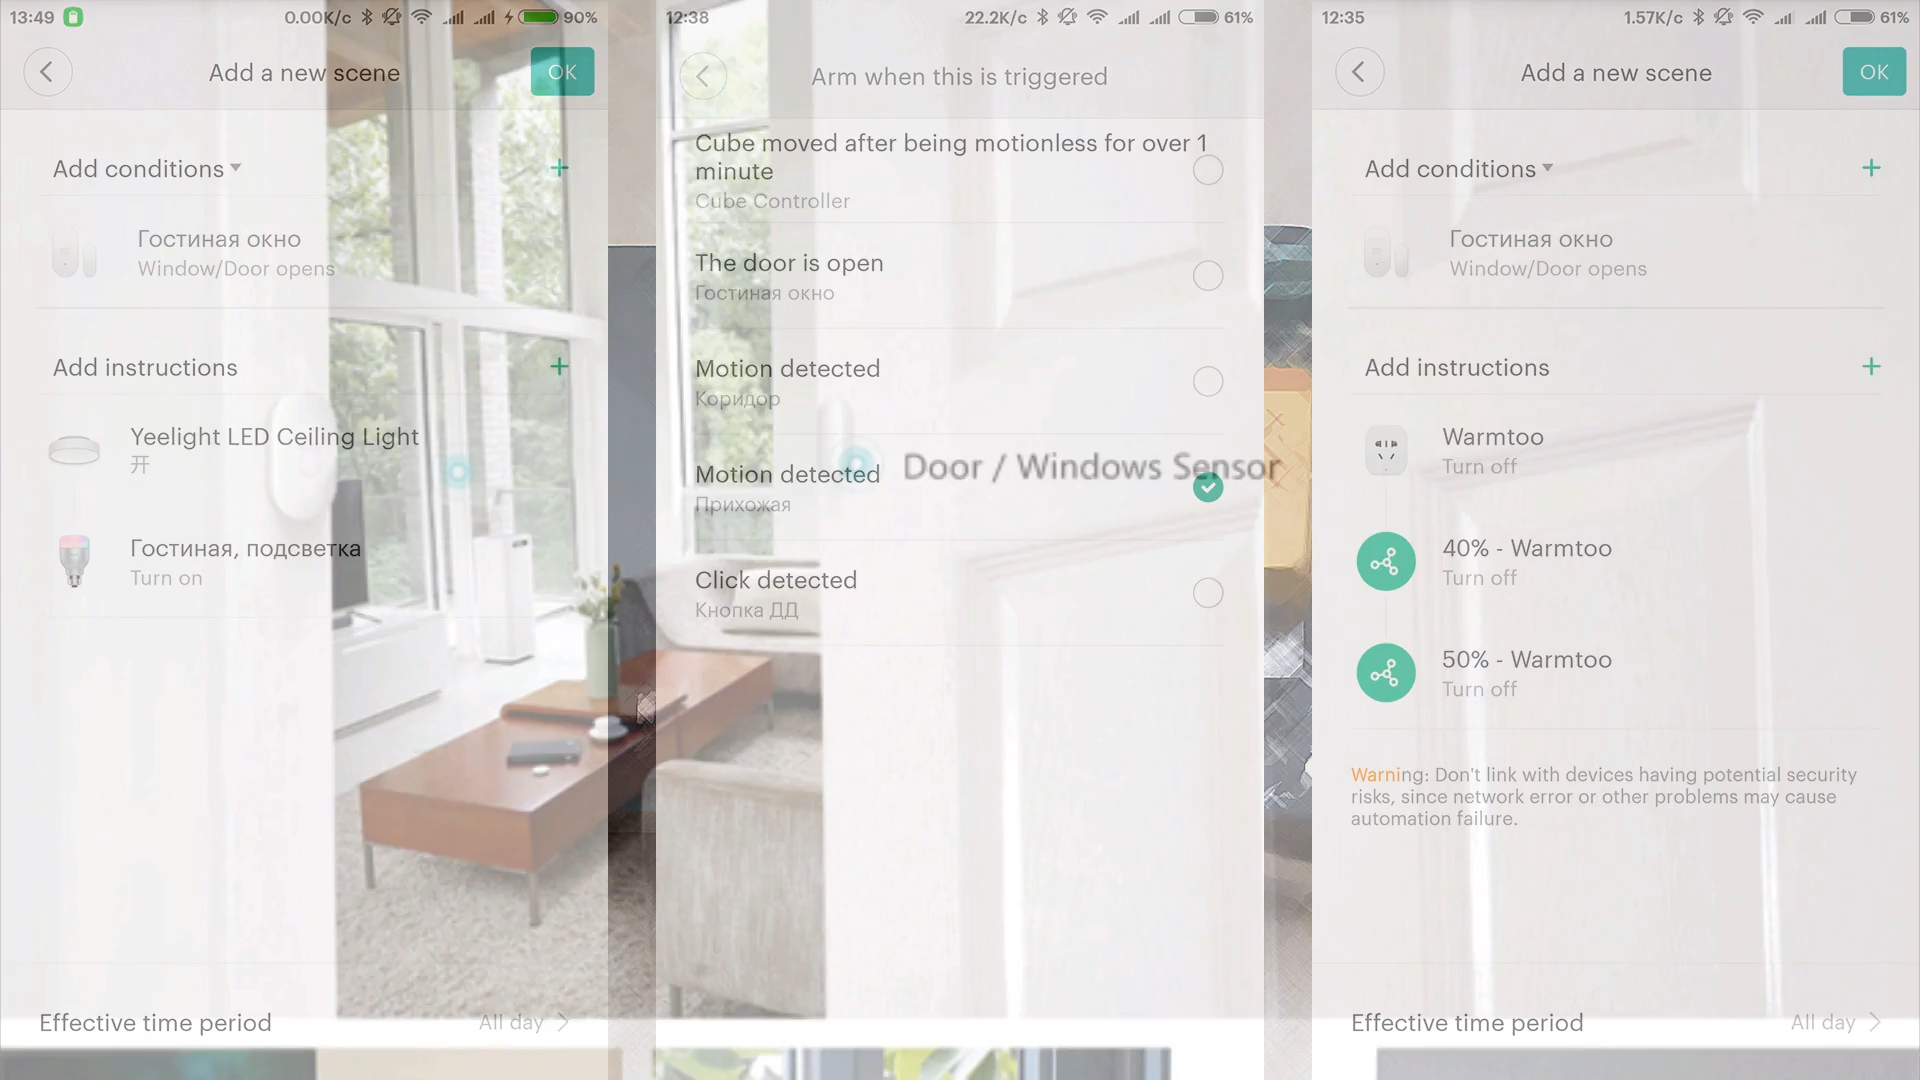 13:49
0.00K/c
90%
Add a new scene
OK
Add conditions
Гостиная окно
Window/Door opens
Add instructions
Yeelight LED Ceiling Light
开
Гостиная, подсветка
Turn on
Effective time period
All day
12:38
22.2K/c
61%
Arm when this is triggered
Cube moved after being motionless for over 1
minute
Cube Controller
The door is open
Гостиная окно
Motion detected
Коридор
Motion detected
Прихожая
Door / Windows Sensor
Click detected
Кнопка ДД
12:35
1.57K/c
61%
Add a new scene
OK
Add conditions
Гостиная окно
Window/Door opens
Add instructions
Warmtoo
Turn off
40% - Warmtoo
Turn off
50% - Warmtoo
Turn off
Warning: Don't link with devices having potential security
risks, since network error or other problems may cause
automation failure.
Effective time period
All day